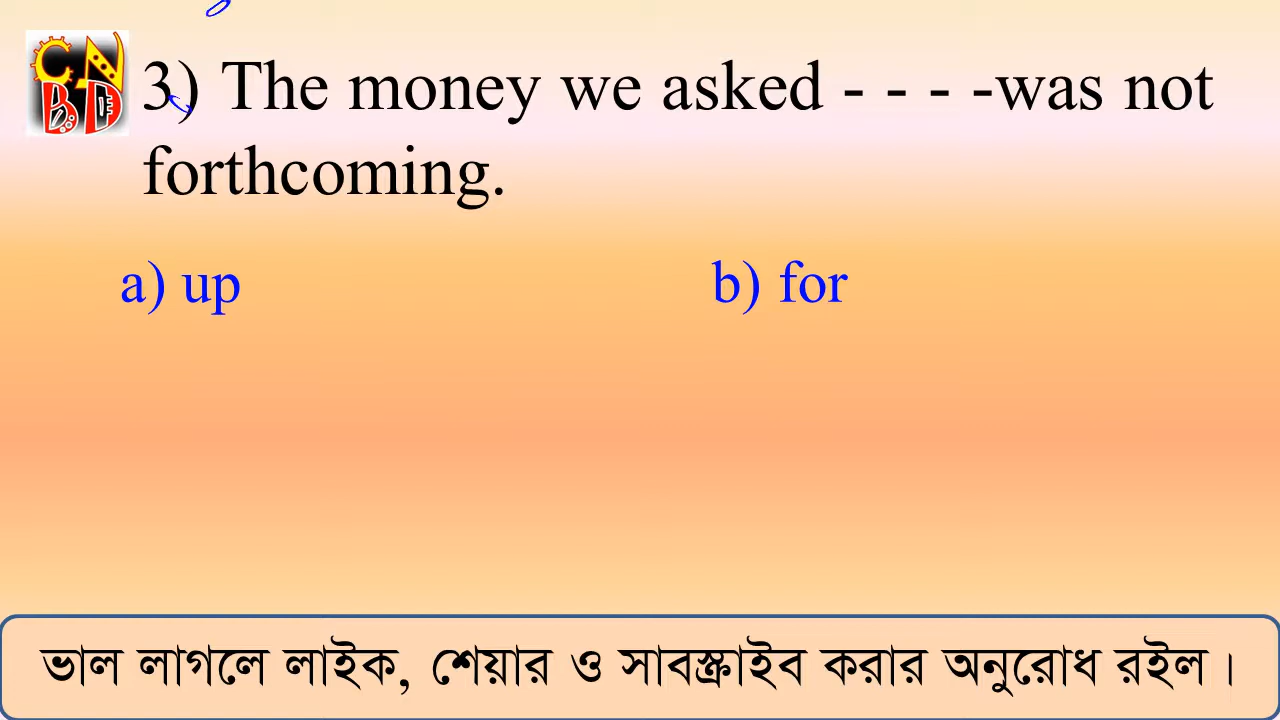 3) The money we asked - - - -was not
forthcoming.
a) up b) for
ভাল লাগলে লাইক, শেয়ার ও সাবস্ক্রাইব করার অনুরোধ রইল।